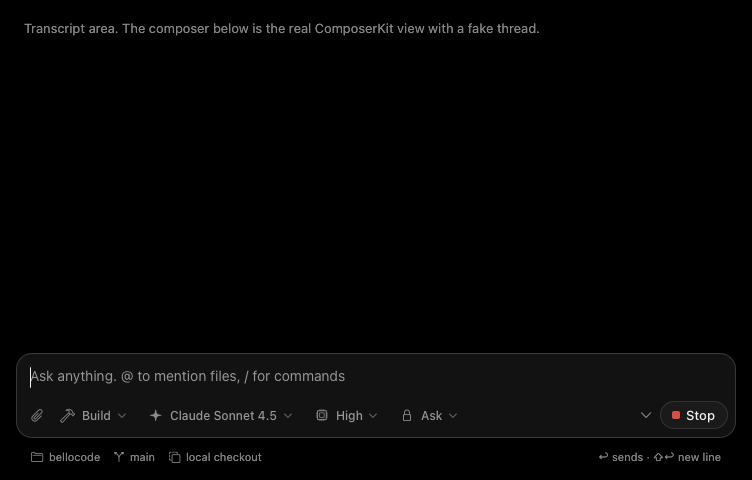 Transcript area. The composer below is the real ComposerKit view with a fake thread.
Ask anything. @ to mention files, / for commands
Build Claude Sonnet 4.5 High Ask Stop
bellocode main local checkout ↩ sends · ⇧↩ new line